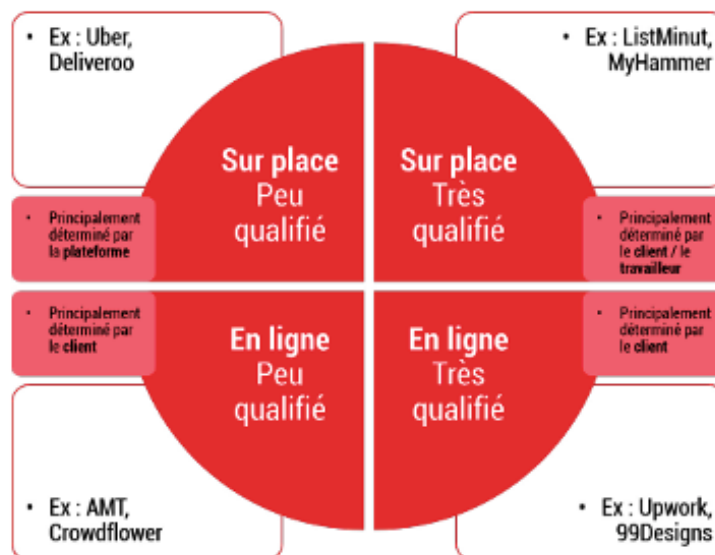 • Ex : Uber,
Deliveroo
• Ex : ListMinut,
MyHammer
Sur place
Peu
qualifié
Sur place
Très
qualifié
• Principalement
déterminé par
la plateforme
• Principalement
déterminé par
le client / le
travailleur
• Principalement
déterminé par
le client
• Principalement
déterminé par
le client
En ligne
Peu
qualifié
En ligne
Très
qualifié
• Ex : AMT,
Crowdflower
• Ex : Upwork,
99Designs